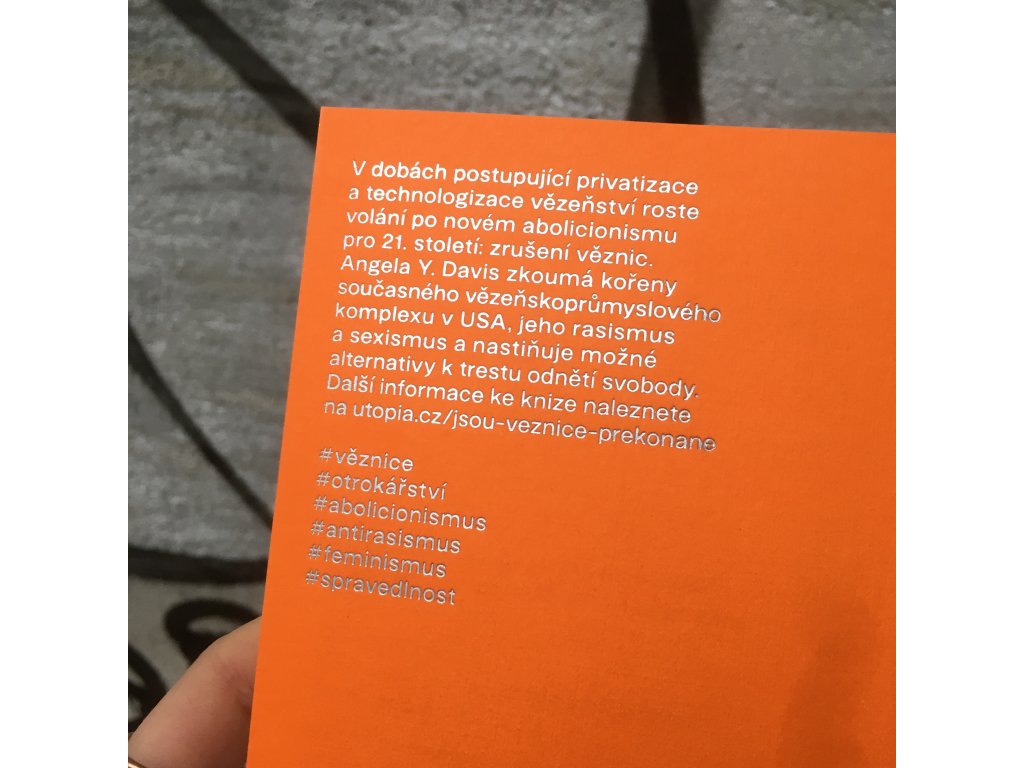 V dobách postupující privatizace
a technologizace vězeňství roste
volání po novém abolicionismu
pro 21. století: zrušení věznic.
Angela Y. Davis zkoumá kořeny
současného vězeňskoprůmyslového
komplexu v USA, jeho rasismus
a sexismus a nastiňuje možné
alternativy k trestu odnětí svobody.
Další informace ke knize naleznete
na utopia.cz/jsou-veznice-prekonane
#věznice
#otrokářství
#abolicionismus
#antirasismus
#feminismus
#spravedlnost